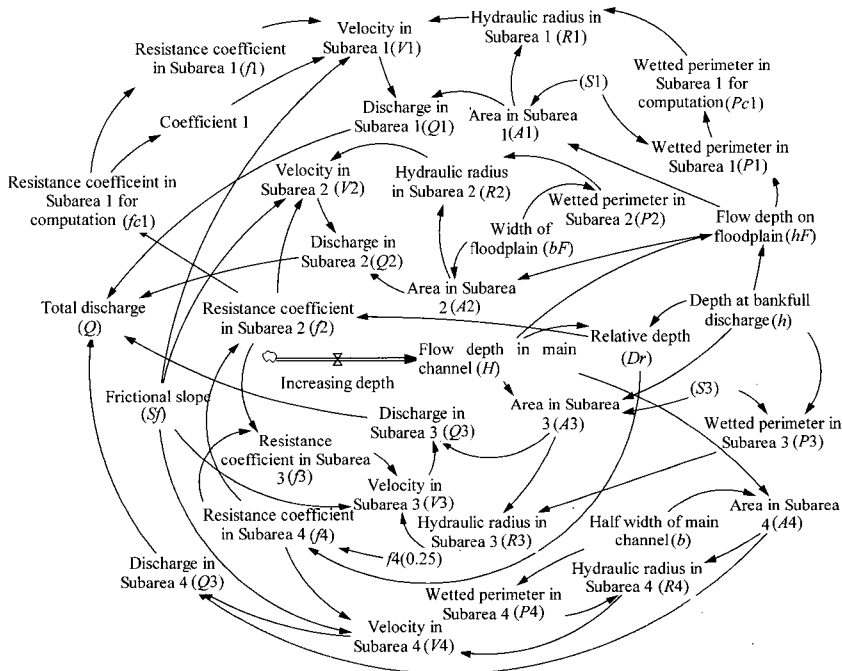 Resistance coefficient
in Subarea 1 (f1)
Velocity in
Subarea 1(V1)
Hydraulic radius in
Subarea 1 (R1)
Wetted perimeter in
Subarea 1 for
computation(Pc1)
Coefficient 1
Discharge in
Subarea 1(Q1)
Area in Subarea
1(A1)
(S1)
Wetted perimeter in
Subarea 1(P1)
Resistance coefficeint in
Subarea 1 for
computation (fc1)
Velocity in
Subarea 2 (V2)
Hydraulic radius
in Subarea 2 (R2)
Wetted perimeter in
Subarea 2(P2)
Width of
floodplain(bF)
Flow depth on
floodplain(hF)
Discharge in
Subarea 2(Q2)
Area in Subarea
2(A2)
Total discharge
(Q)
Resistance coefficient
in Subarea 2 (f2)
Depth at bankfull
discharge(h)
Relative depth
(Dr)
Flow depth in main
channel (H)
Increasing depth
Frictional slope
(Sf)
(S3)
Area in Subarea
3(A3)
Discharge in
Subarea 3 (Q3)
Wetted perimeter in
Subarea 3 (P3)
Resistance
coefficient in Subarea
3(f3)
Velocity in
Subarea 3(V3)
Resistance coefficient
in Subarea 4(f4)
Hydraulic radius in
Subarea 3(R3)
Half width of main
channel(b)
Area in Subarea
4(A4)
f4(0.25)
Discharge in
Subarea 4(Q3)
Wetted perimeter in
Subarea 4(P4)
Hydraulic radius in
Subarea 4 (R4)
Velocity in
Subarea 4(V4)